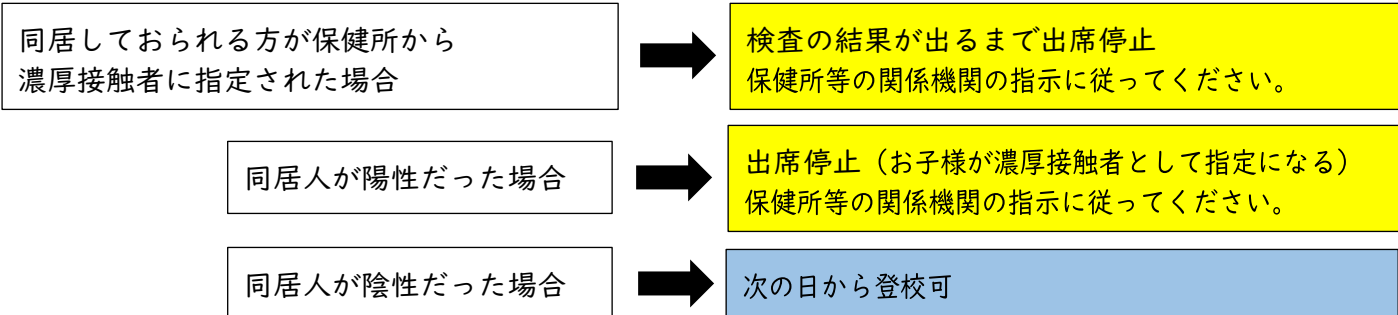 同居しておられる方が保健所から
濃厚接触者に指定された場合
検査の結果が出るまで出席停止
保健所等の関係機関の指示に従ってください。
同居人が陽性だった場合
出席停止（お子様が濃厚接触者として指定になる）
保健所等の関係機関の指示に従ってください。
同居人が陰性だった場合
次の日から登校可